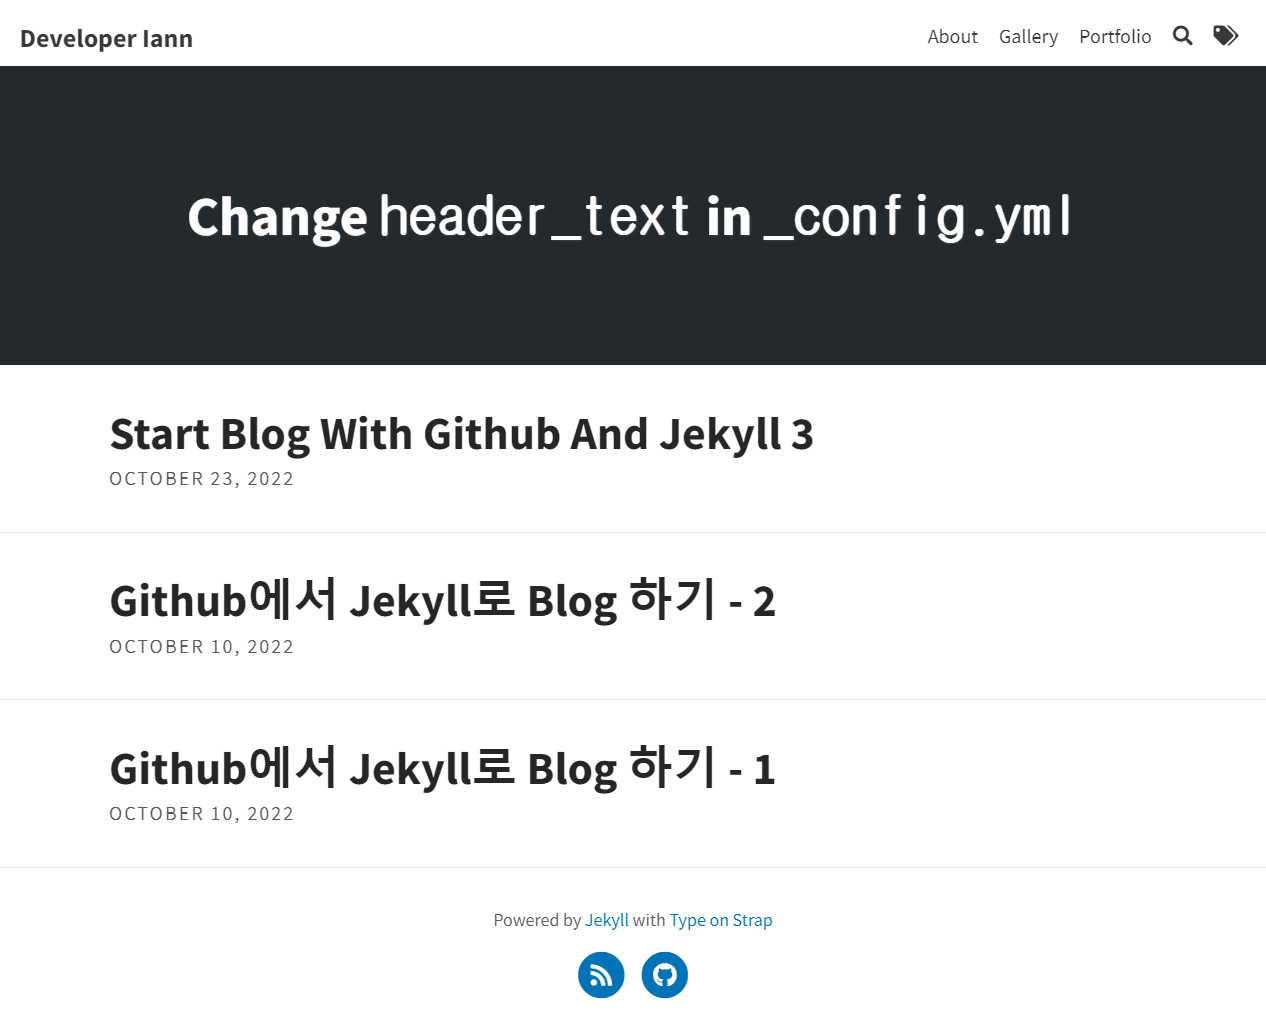 Developer Iann
About Gallery Portfolio
Change header_text in _config.yml
Start Blog With Github And Jekyll 3
OCTOBER 23, 2022
Github에서 Jekyll로 Blog 하기 - 2
OCTOBER 10, 2022
Github에서 Jekyll로 Blog 하기 - 1
OCTOBER 10, 2022
Powered by Jekyll with Type on Strap